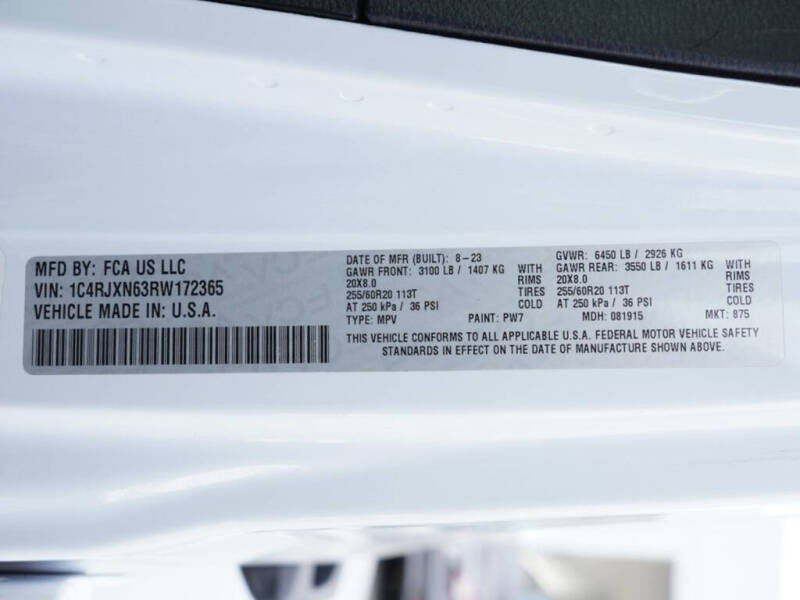 MFD BY: FCA US LLC
VIN: 1C4RJXN63RW172365
VEHICLE MADE IN: U.S.A.
DATE OF MFR (BUILT): 8-23 GVWR: 6450 LB / 2926 KG
GAWR FRONT: 3100 LB / 1407 KG WITH GAWR REAR: 3550 LB / 1611 KG WITH
20X8.0 RIMS 20X8.0 RIMS
255/60R20 113T TIRES 255/60R20 113T TIRES
AT 250 kPa / 36 PSI COLD AT 250 kPa / 36 PSI COLD
TYPE: MPV PAINT: PW7 MDH: 081915 MKT: 875
THIS VEHICLE CONFORMS TO ALL APPLICABLE U.S.A. FEDERAL MOTOR VEHICLE SAFETY
STANDARDS IN EFFECT ON THE DATE OF MANUFACTURE SHOWN ABOVE.